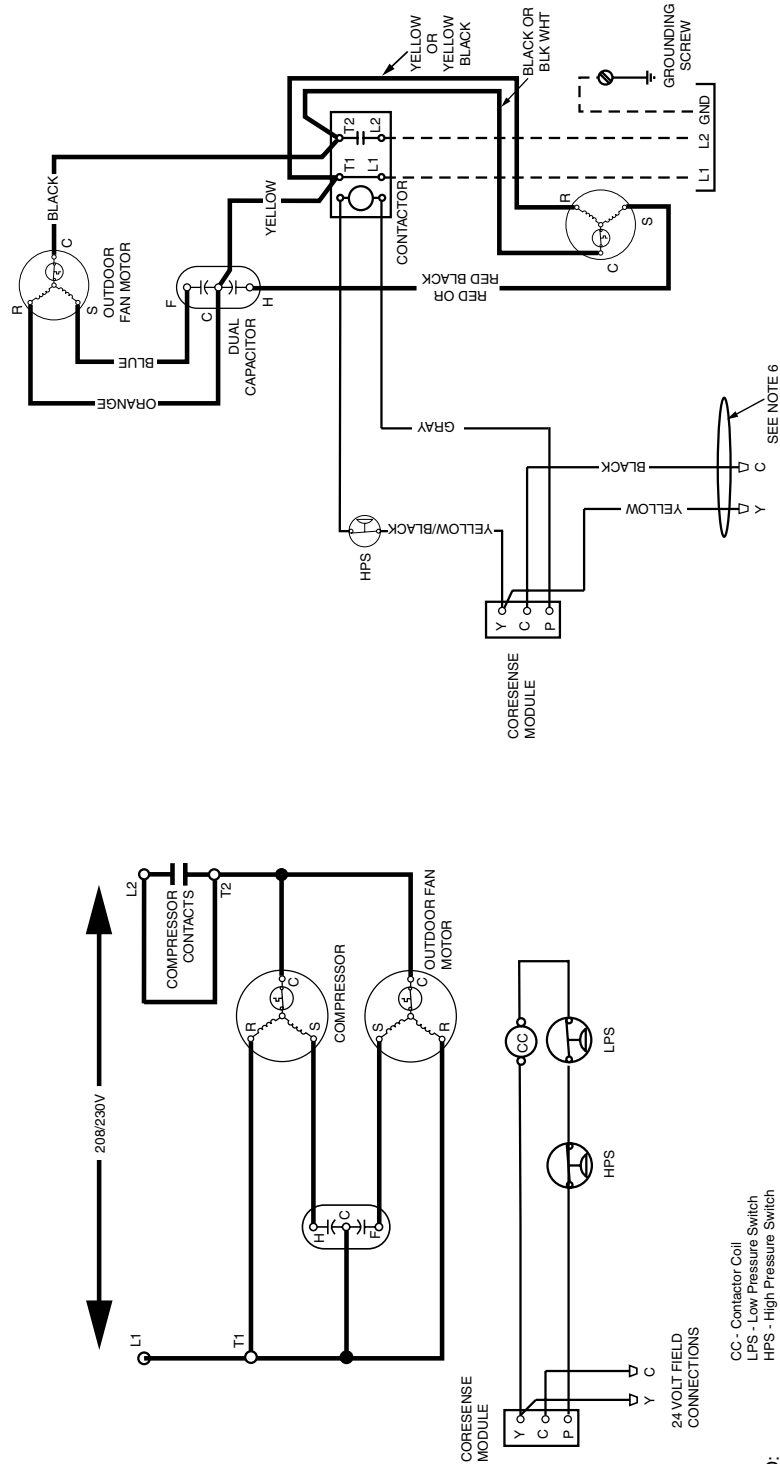 BLACK
C
R
S
OUTDOOR
FAN MOTOR
YELLOW
OR
YELLOW
BLACK
BLACK OR
BLK WHT
F
C
H
DUAL
CAPACITOR
BLUE
ORANGE
YELLOW
T1
T2
L1
L2
CONTACTOR
GROUNDING
SCREW
L1
L2
GND
R
C
S
RED OR
RED BLACK
GRAY
HPS
YELLOW/BLACK
BLACK
YELLOW
Y
C
P
CORESENSE
MODULE
Y
C
SEE NOTE 6
208/230V
L1
L2
COMPRESSOR
CONTACTS
T1
T2
R
S
C
COMPRESSOR
S
R
C
OUTDOOR FAN
MOTOR
H
C
F
CC
LPS
HPS
CORESENSE
MODULE
Y
C
P
Y
C
24 VOLT FIELD
CONNECTIONS
CC - Contactor Coil
LPS - Low Pressure Switch
HPS - High Pressure Switch